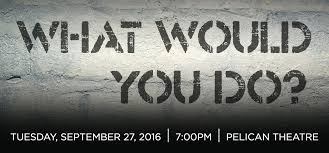 WHAT WOULD
YOU DO?
TUESDAY, SEPTEMBER 27, 2016 | 7:00PM | PELICAN THEATRE